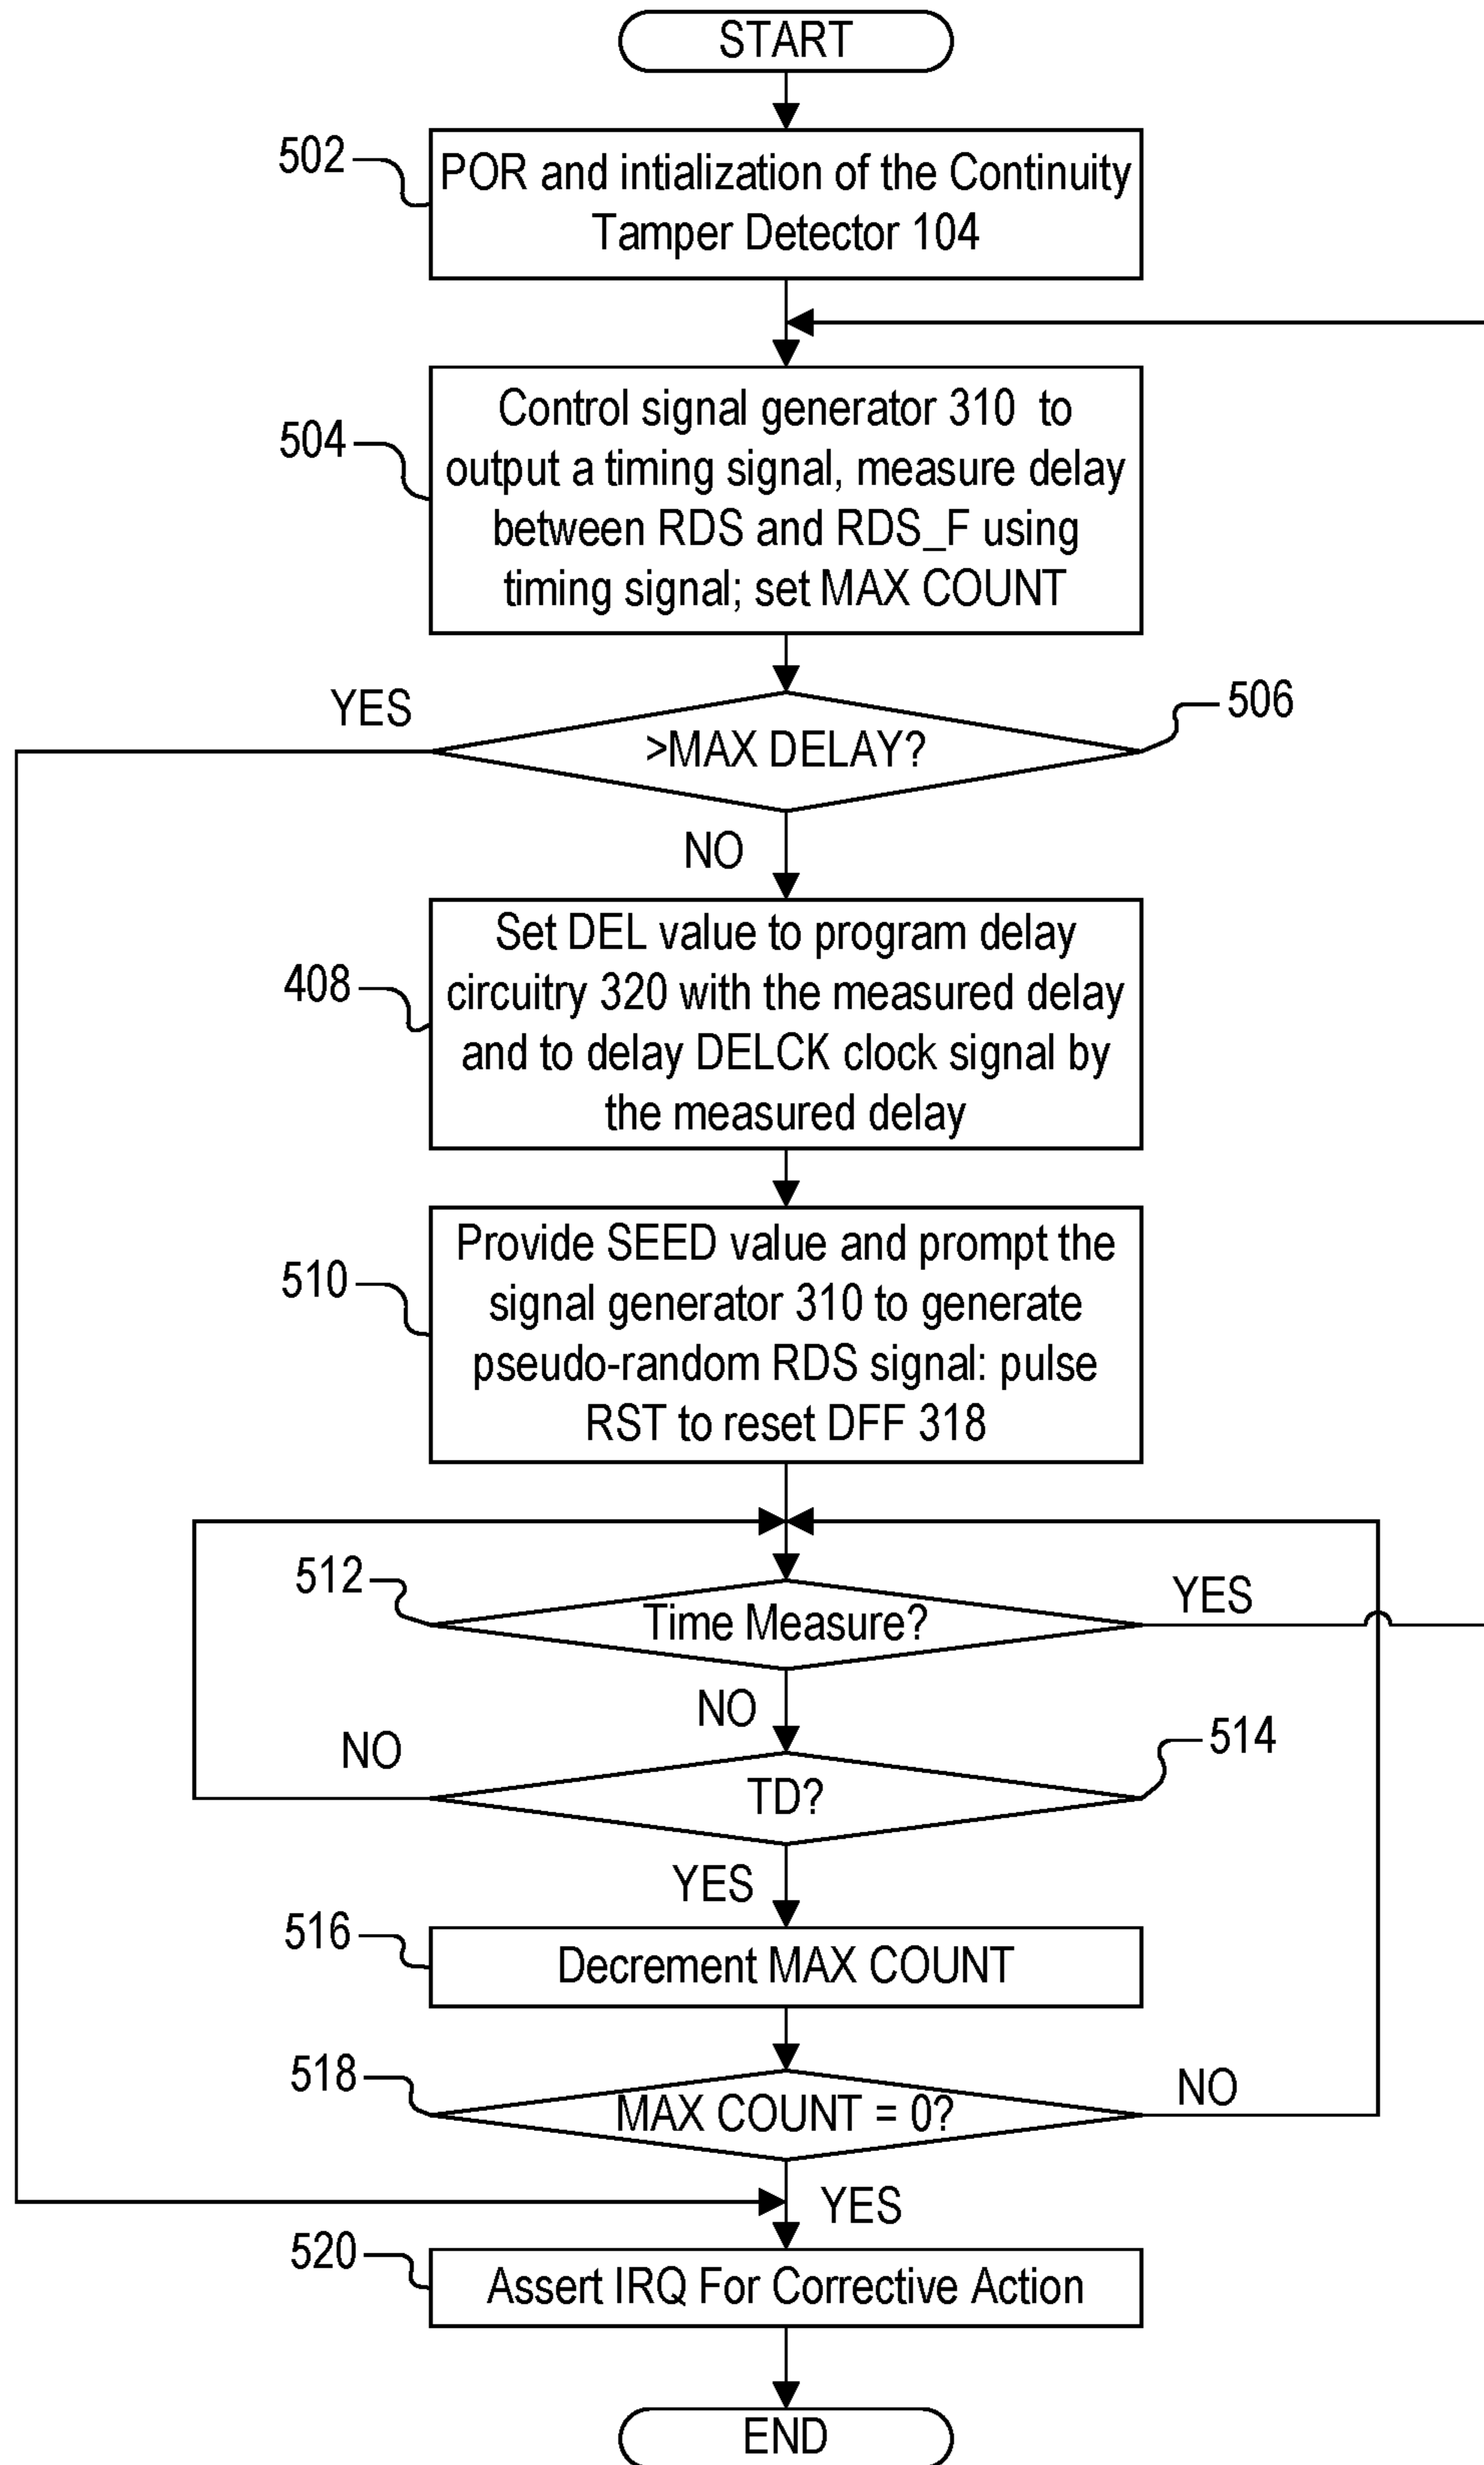 START
502
POR and intialization of the Continuity
Tamper Detector 104
504
Control signal generator 310 to
output a timing signal, measure delay
between RDS and RDS_F using
timing signal; set MAX COUNT
YES
506
>MAX DELAY?
NO
408
Set DEL value to program delay
circuitry 320 with the measured delay
and to delay DELCK clock signal by
the measured delay
510
Provide SEED value and prompt the
signal generator 310 to generate
pseudo-random RDS signal: pulse
RST to reset DFF 318
512
Time Measure?
YES
NO
NO
514
TD?
YES
516
Decrement MAX COUNT
518
MAX COUNT = 0?
NO
YES
520
Assert IRQ For Corrective Action
END